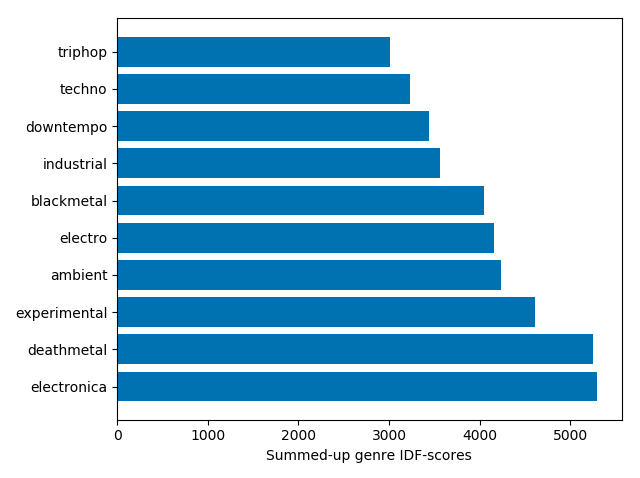 triphop
techno
downtempo
industrial
blackmetal
electro
ambient
experimental
deathmetal
electronica
0 1000 2000 3000 4000 5000
Summed-up genre IDF-scores